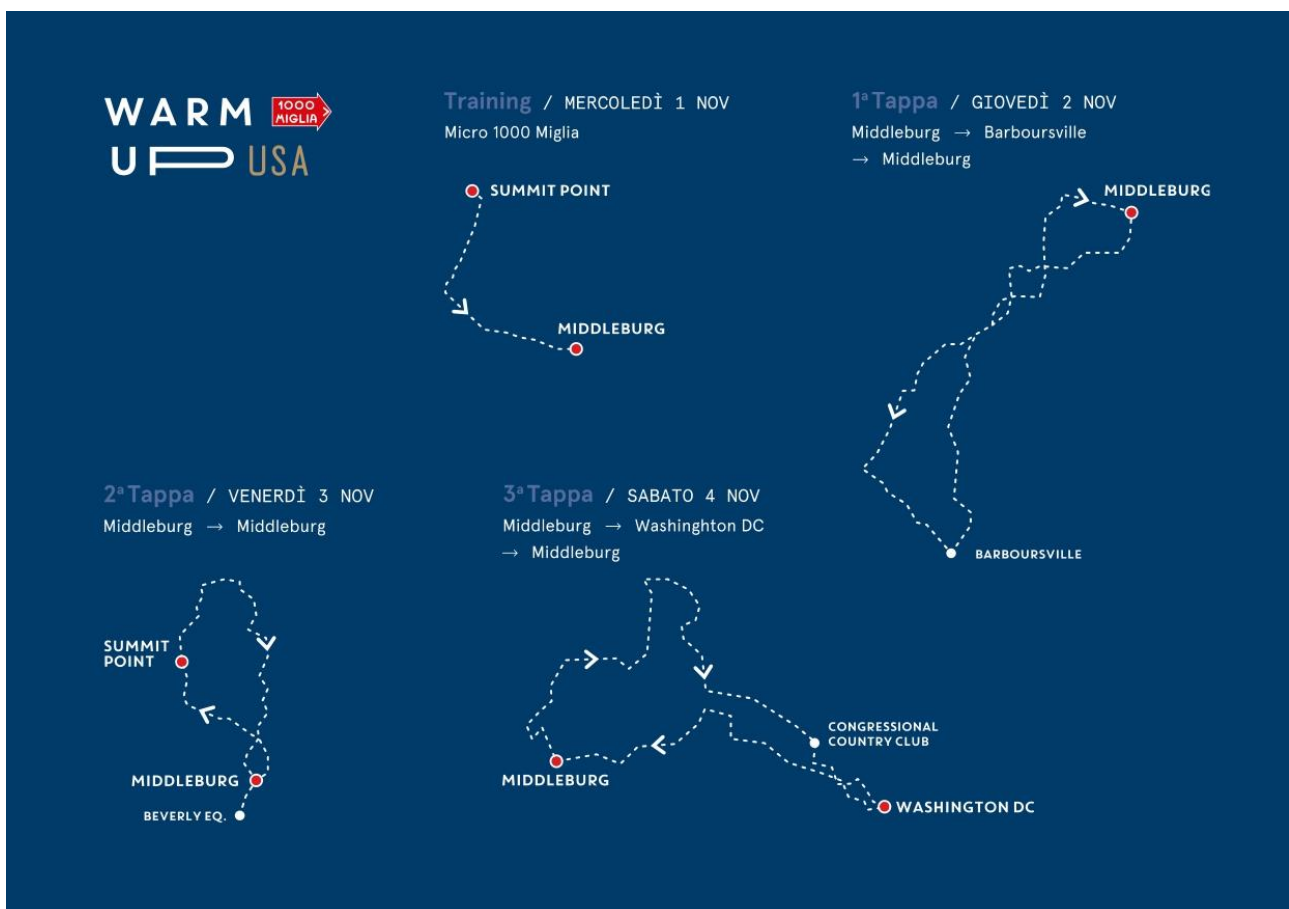 WARM 1000 MIGLIA
UP USA
Training / MERCOLEDÌ 1 NOV
Micro 1000 Miglia
SUMMIT POINT
MIDDLEBURG
1ª Tappa / GIOVEDÌ 2 NOV
Middleburg → Barboursville
→ Middleburg
MIDDLEBURG
BARBOURSVILLE
2ª Tappa / VENERDÌ 3 NOV
Middleburg → Middleburg
SUMMIT
POINT
MIDDLEBURG
BEVERLY EQ.
3ª Tappa / SABATO 4 NOV
Middleburg → Washinghton DC
→ Middleburg
CONGRESSIONAL
COUNTRY CLUB
MIDDLEBURG
WASHINGTON DC